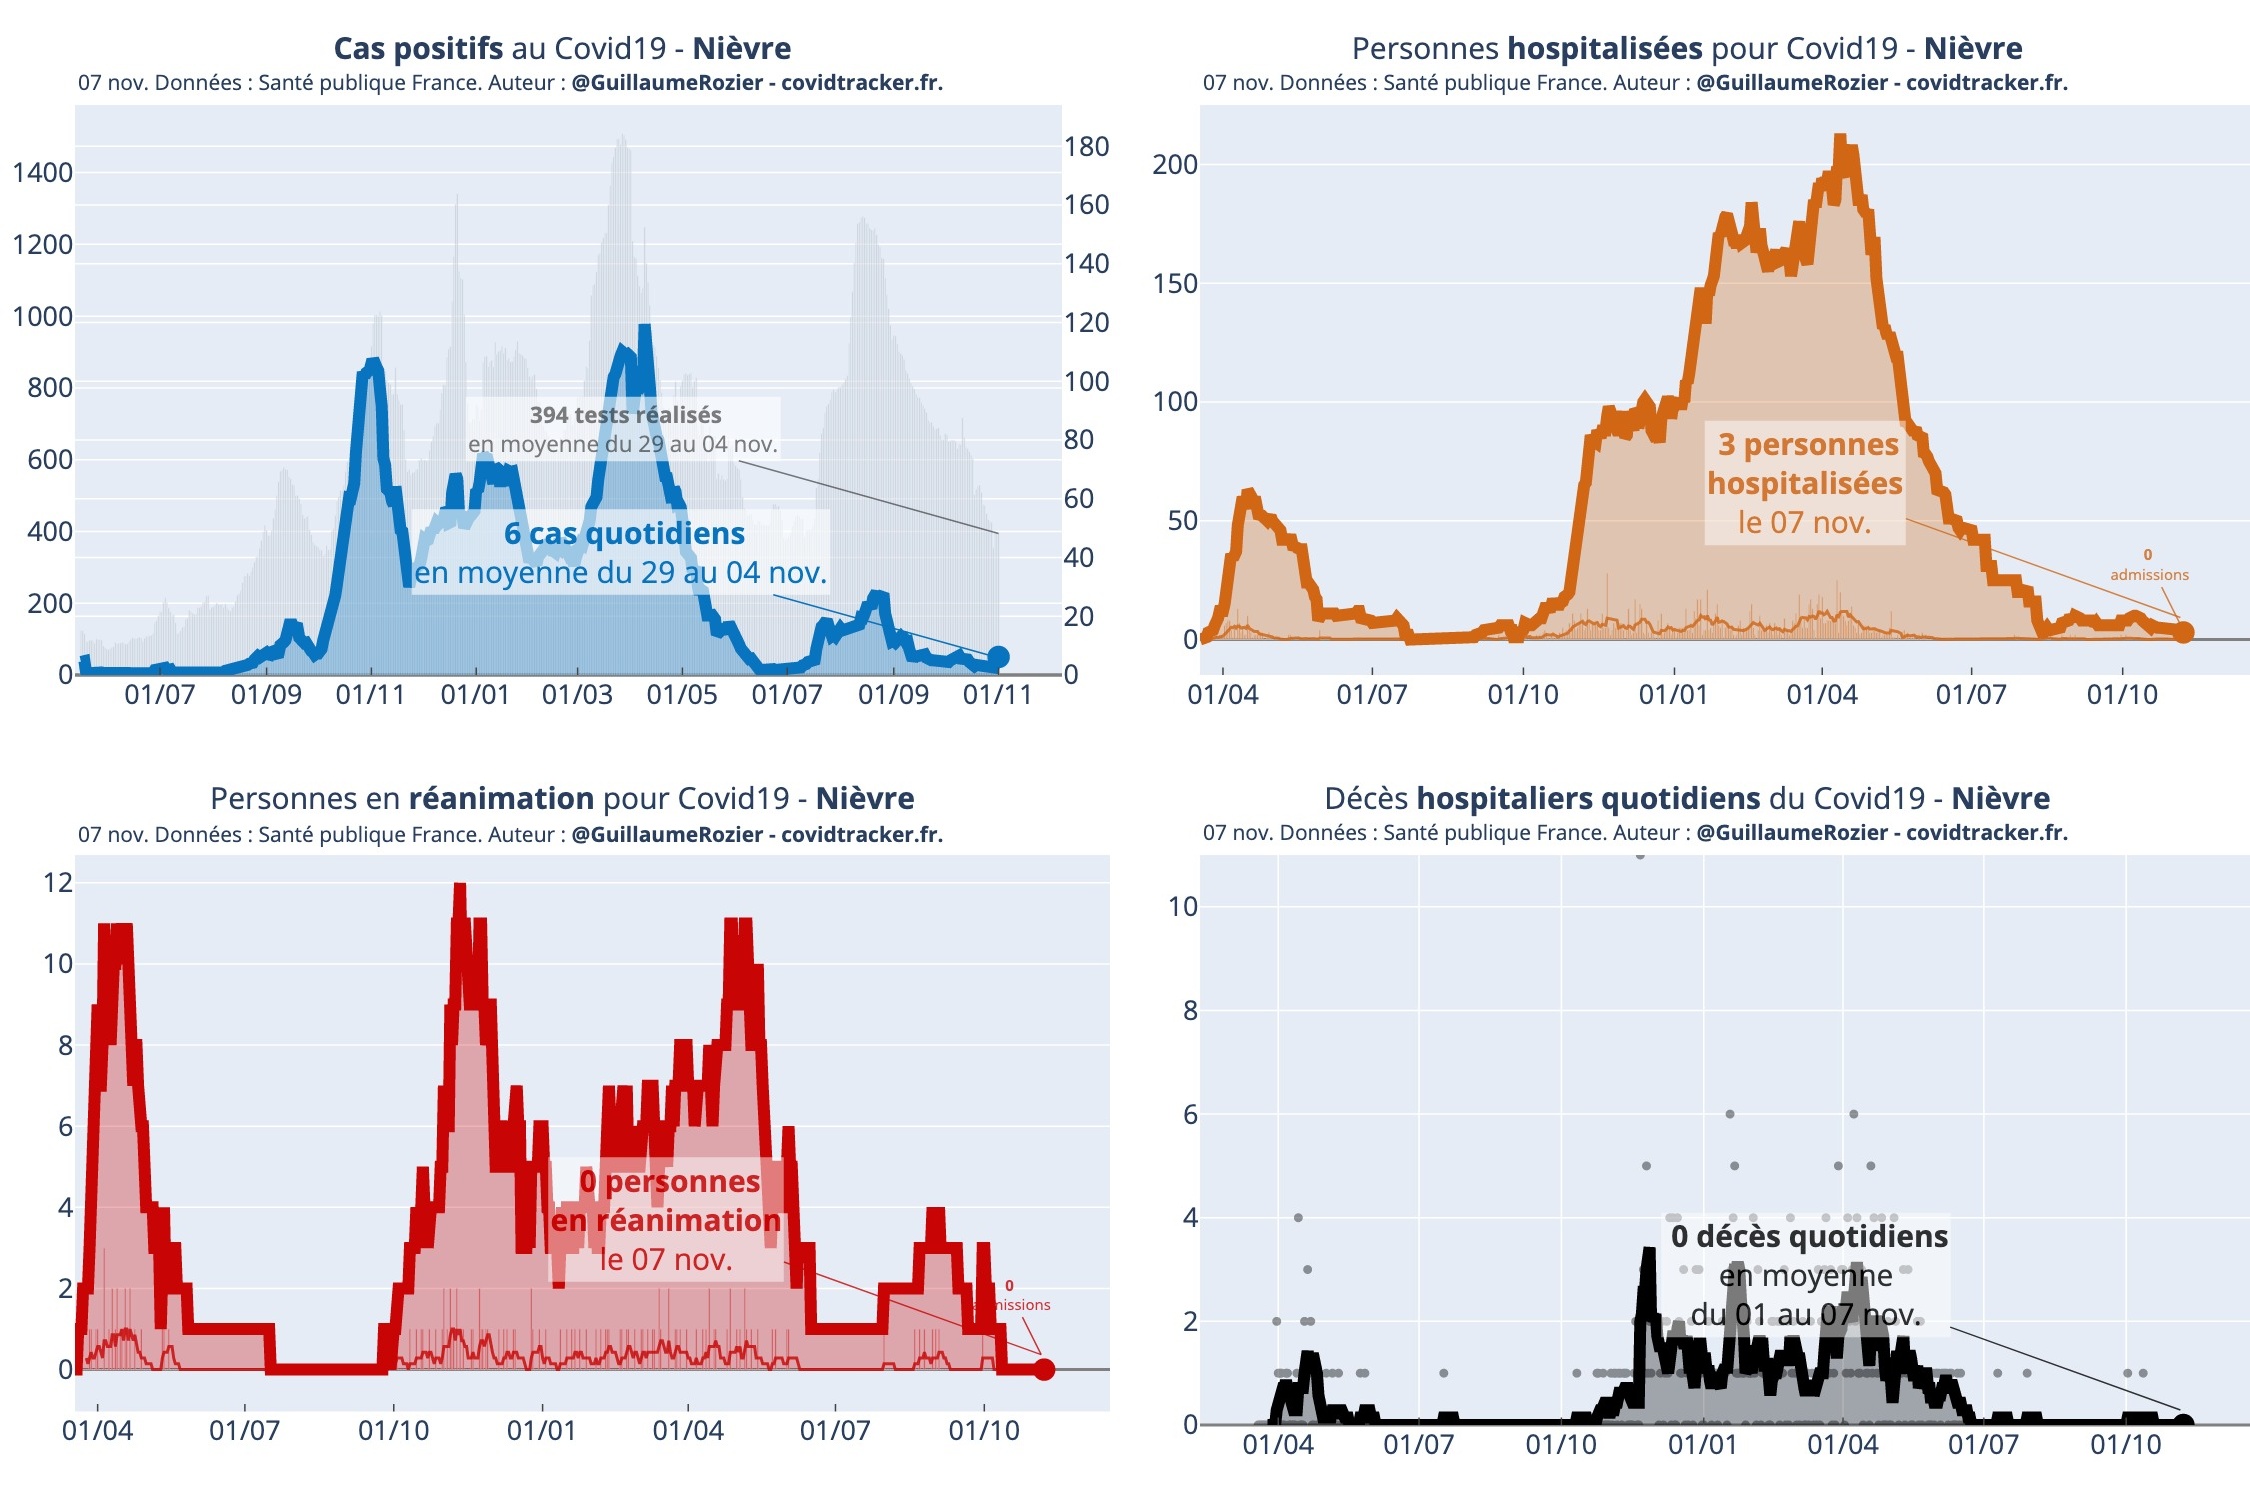 Cas positifs au Covid19 - Nièvre
07 nov. Données : Santé publique France. Auteur : @GuillaumeRozier - covidtracker.fr.
1400
1200
1000
800
600
400
200
0
180
160
140
120
100
80
60
40
20
0
394 tests réalisés
en moyenne du 29 au 04 nov.
6 cas quotidiens
en moyenne du 29 au 04 nov.
01/07 01/09 01/11 01/01 01/03 01/05 01/07 01/09 01/11
Personnes hospitalisées pour Covid19 - Nièvre
07 nov. Données : Santé publique France. Auteur : @GuillaumeRozier - covidtracker.fr.
200
150
100
50
0
3 personnes
hospitalisées
le 07 nov.
0
admissions
01/04 01/07 01/10 01/01 01/04 01/07 01/10
Personnes en réanimation pour Covid19 - Nièvre
07 nov. Données : Santé publique France. Auteur : @GuillaumeRozier - covidtracker.fr.
12
10
8
6
4
2
0
0 personnes
en réanimation
le 07 nov.
0
admissions
01/04 01/07 01/10 01/01 01/04 01/07 01/10
Décès hospitaliers quotidiens du Covid19 - Nièvre
07 nov. Données : Santé publique France. Auteur : @GuillaumeRozier - covidtracker.fr.
10
8
6
4
2
0
0 décès quotidiens
en moyenne
du 01 au 07 nov.
01/04 01/07 01/10 01/01 01/04 01/07 01/10